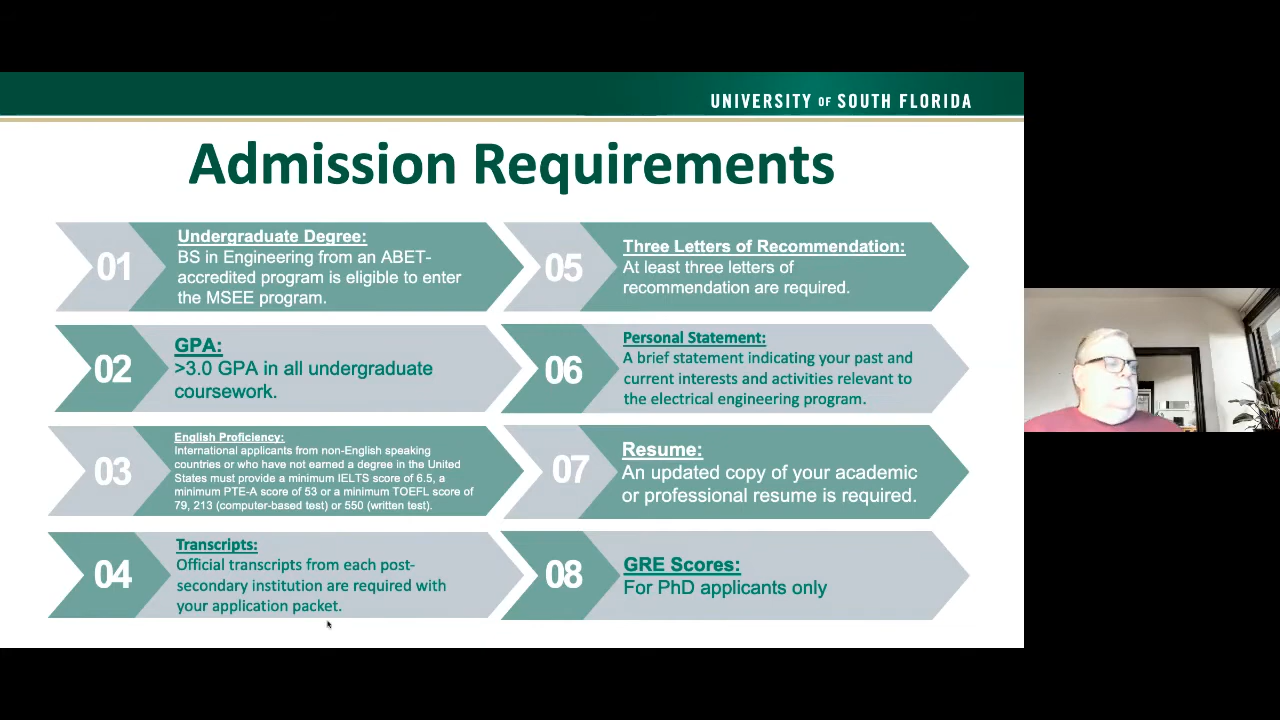 UNIVERSITY OF SOUTH FLORIDA
Admission Requirements
01
Undergraduate Degree:
BS in Engineering from an ABET-
accredited program is eligible to enter
the MSEE program.
02
GPA:
>3.0 GPA in all undergraduate
coursework.
03
English Proficiency:
International applicants from non-English speaking
countries or who have not earned a degree in the United
States must provide a minimum IELTS score of 6.5, a
minimum PTE-A score of 53 or a minimum TOEFL score of
79, 213 (computer-based test) or 550 (written test).
04
Transcripts:
Official transcripts from each post-
secondary institution are required with
your application packet.
05
Three Letters of Recommendation:
At least three letters of
recommendation are required.
06
Personal Statement:
A brief statement indicating your past and
current interests and activities relevant to
the electrical engineering program.
07
Resume:
An updated copy of your academic
or professional resume is required.
08
GRE Scores:
For PhD applicants only